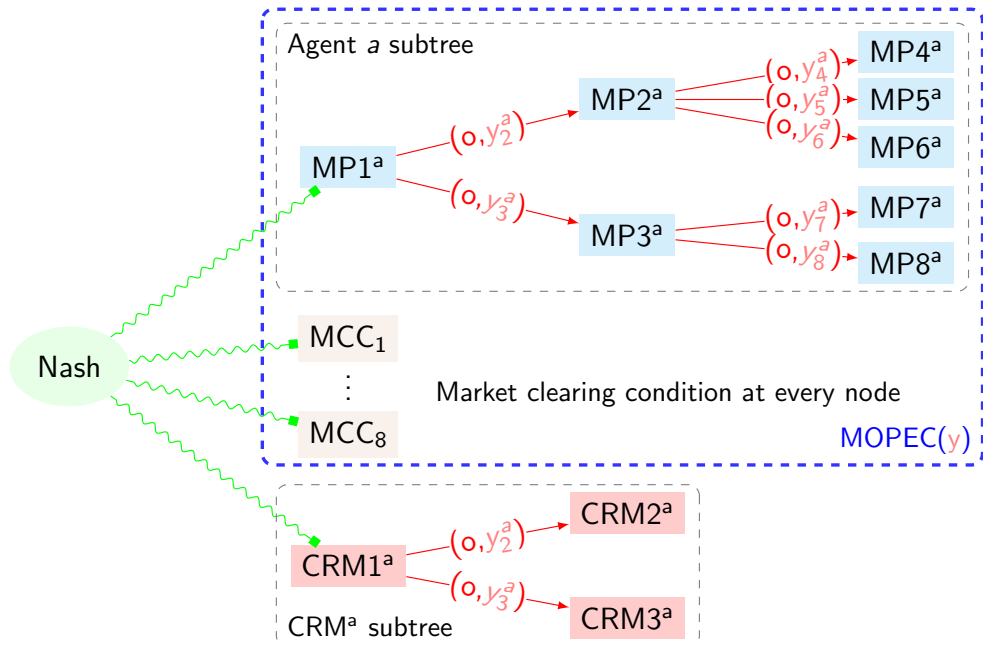 Agent a subtree
MP1ᵃ
(o,y₂ᵃ)
(o,y₃ᵃ)
MP2ᵃ
MP3ᵃ
(o,y₄ᵃ)
(o,y₅ᵃ)
(o,y₆ᵃ)
(o,y₇ᵃ)
(o,y₈ᵃ)
MP4ᵃ
MP5ᵃ
MP6ᵃ
MP7ᵃ
MP8ᵃ
Nash
MCC₁
⋮
MCC₈
Market clearing condition at every node
MOPEC(y)
CRM1ᵃ
(o,y₂ᵃ)
(o,y₃ᵃ)
CRM2ᵃ
CRM3ᵃ
CRMᵃ subtree